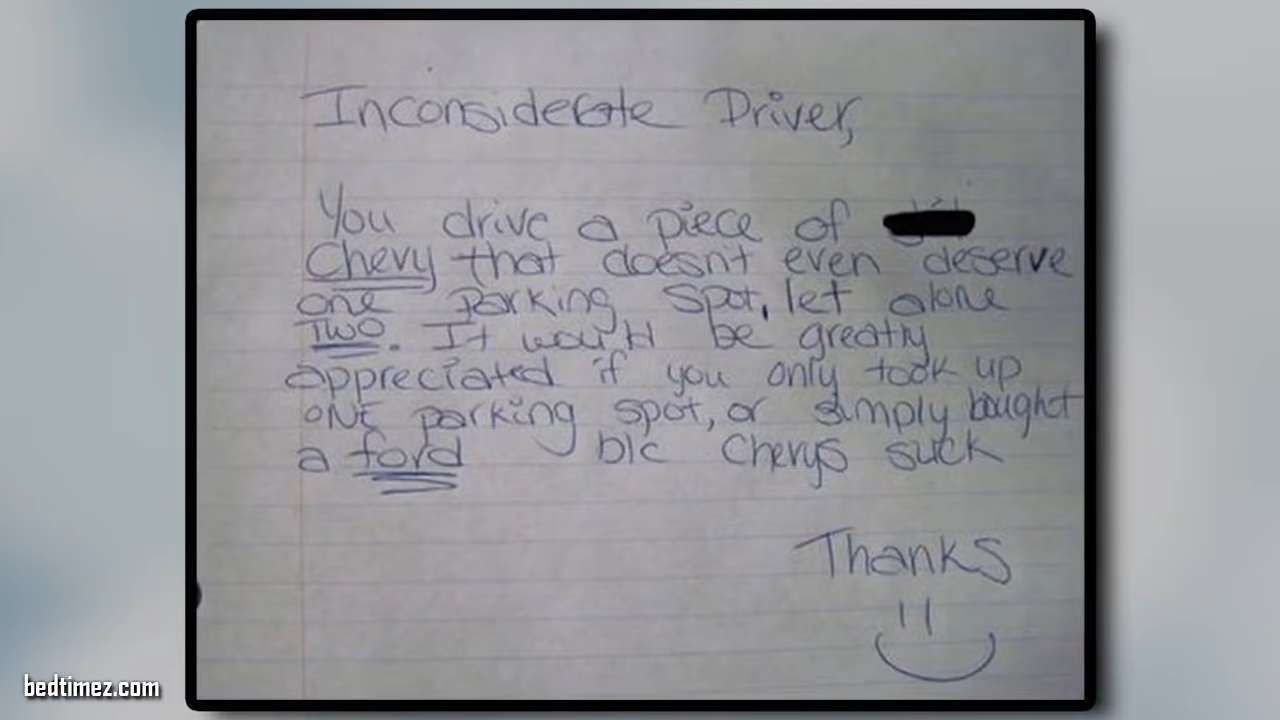 Inconsiderate Driver,
You drive a piece of
Chevy that doesn't even deserve
one parking spot, let alone
TWO. It would be greatly
appreciated if you only took up
ONE parking spot, or simply bought
a ford b/c Chevys suck
Thanks
bedtimez.com